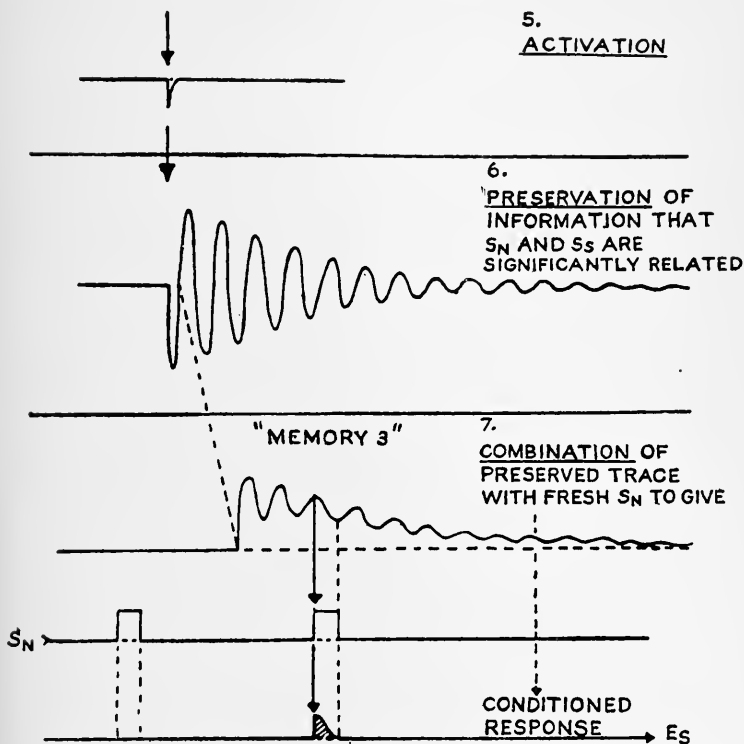 5.
ACTIVATION
6.
"PRESERVATION OF
INFORMATION THAT
SN AND SS ARE
SIGNIFICANTLY RELATED
"MEMORY 3"
7.
COMBINATION OF
PRESERVED TRACE
WITH FRESH SN TO GIVE
SN
CONDITIONED
RESPONSE
ES